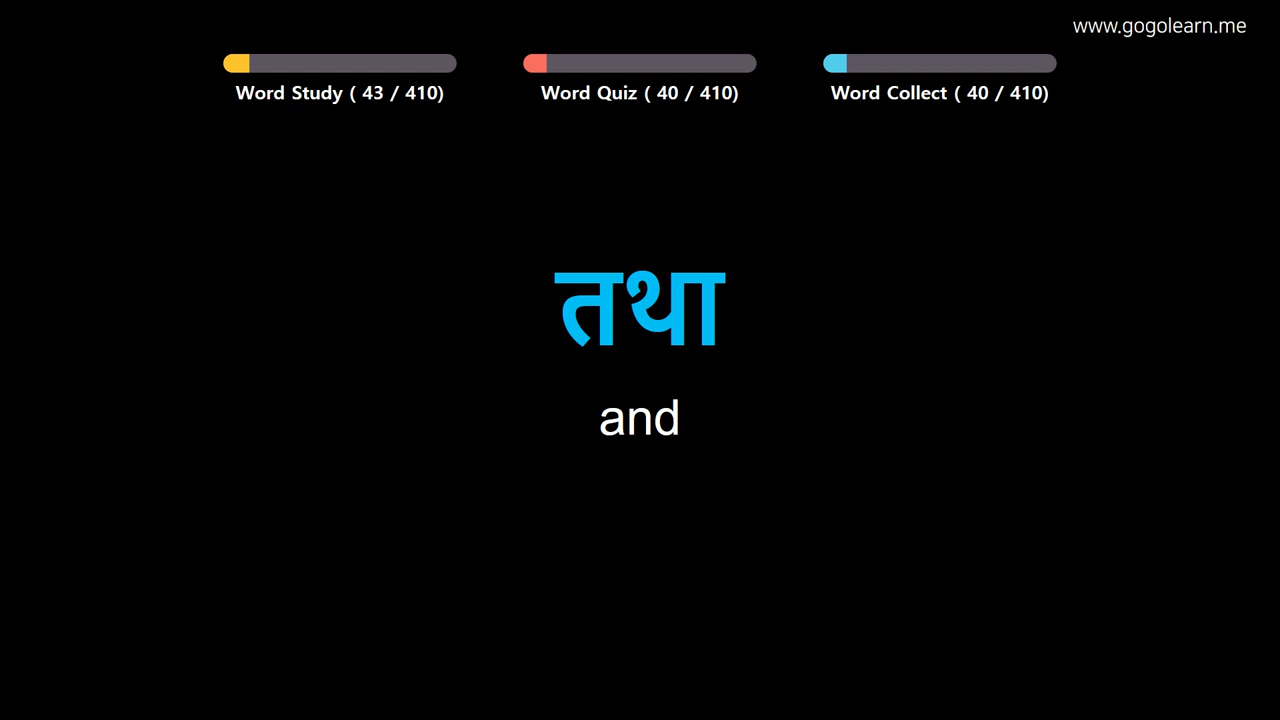 www.gogolearn.me
Word Study ( 43 / 410)
Word Quiz ( 40 / 410)
Word Collect ( 40 / 410)
तथा
and